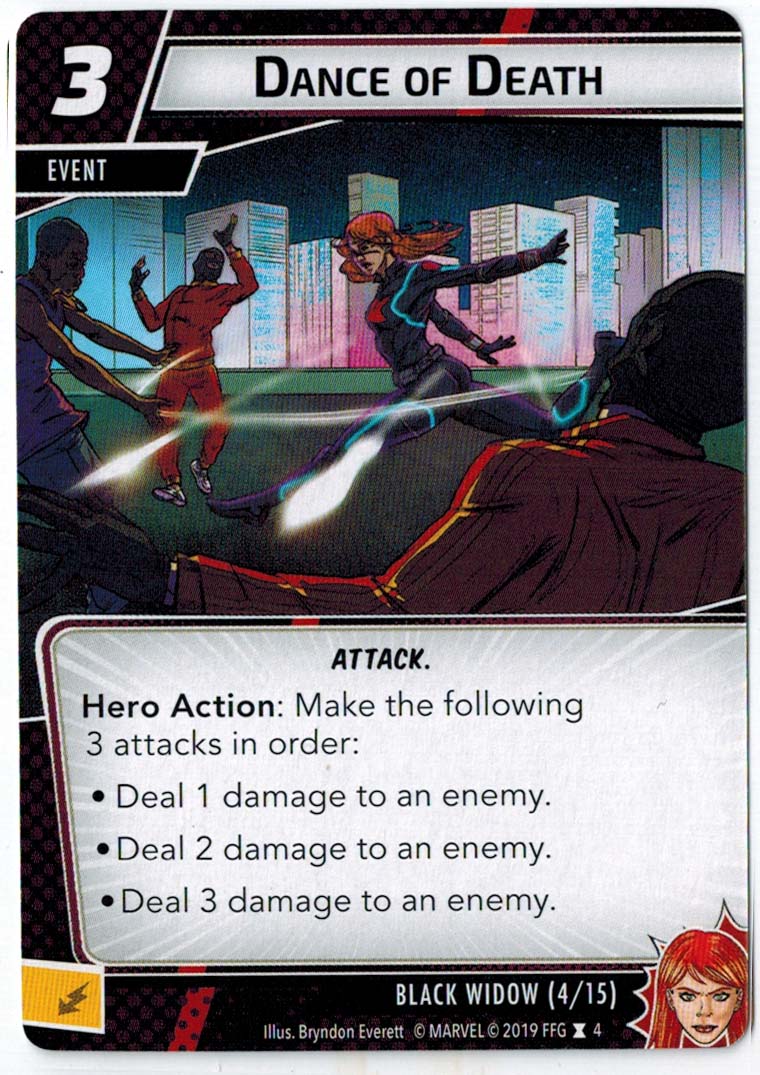 3
DANCE OF DEATH
EVENT
ATTACK.
Hero Action: Make the following
3 attacks in order:
• Deal 1 damage to an enemy.
• Deal 2 damage to an enemy.
• Deal 3 damage to an enemy.
BLACK WIDOW (4/15)
Illus. Bryndon Everett © MARVEL © 2019 FFG 4